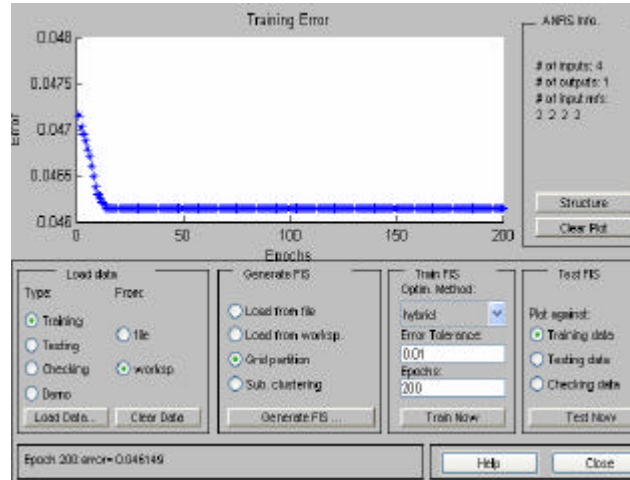 Training Error
0.048
0.0475
0.047
0.0465
0.046
Error
0
50
100
150
200
Epochs
ANFIS Info.
# of inputs: 4
# of outputs: 1
# of input mfs:
2 2 2 2
Structure
Clear Plot
Load data
Type:
From:
Training
Testing
Checking
Demo
file
worksp.
Load Data...
Clear Data
Generate FIS
Load from file
Load from worksp.
Grid partition
Sub. clustering
Generate FIS ...
Train FIS
Optim. Method:
hybrid
Error Tolerance:
0.01
Epochs:
200
Train Now
Test FIS
Plot against:
Training data
Testing data
Checking data
Test Now
Epoch 200:error= 0.046149
Help
Close